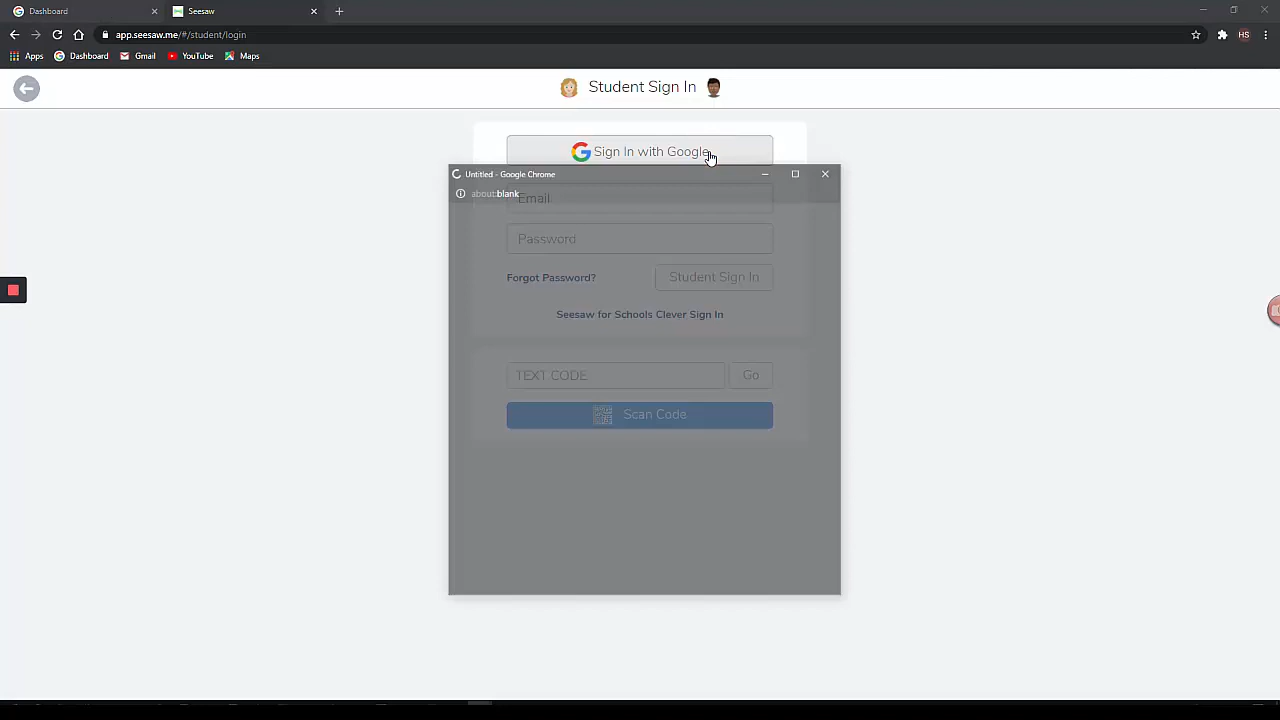 Dashboard
Seesaw
app.seesaw.me/#/student/login
HS
Apps
Dashboard
Gmail
YouTube
Maps
Student Sign In
Sign In with Google
Untitled - Google Chrome
about:blank
Email
Password
Forgot Password?
Student Sign In
Seesaw for Schools Clever Sign In
TEXT CODE
Go
Scan Code